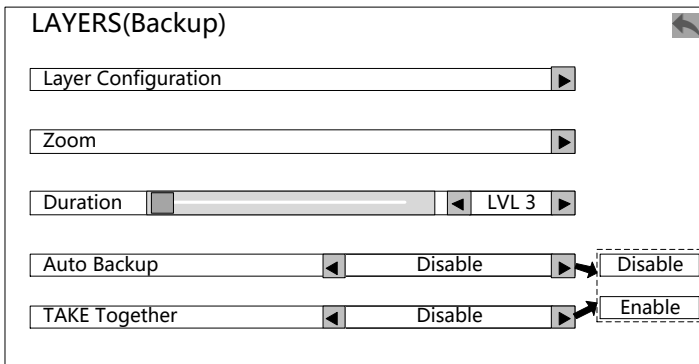 LAYERS(Backup)
Layer Configuration
Zoom
Duration LVL 3
Auto Backup Disable Disable
TAKE Together Disable Enable